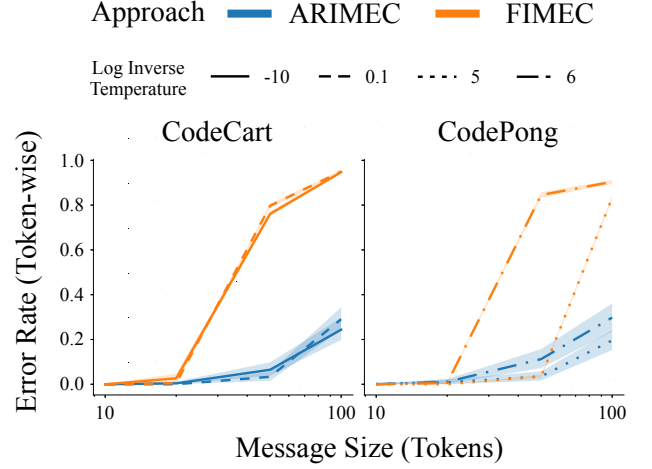 Approach ARIMEC FIMEC
Log Inverse
Temperature
-10 0.1 5 6
CodeCart CodePong
Error Rate (Token-wise)
1.0
0.8
0.6
0.4
0.2
0.0
10 100 10 100
Message Size (Tokens)